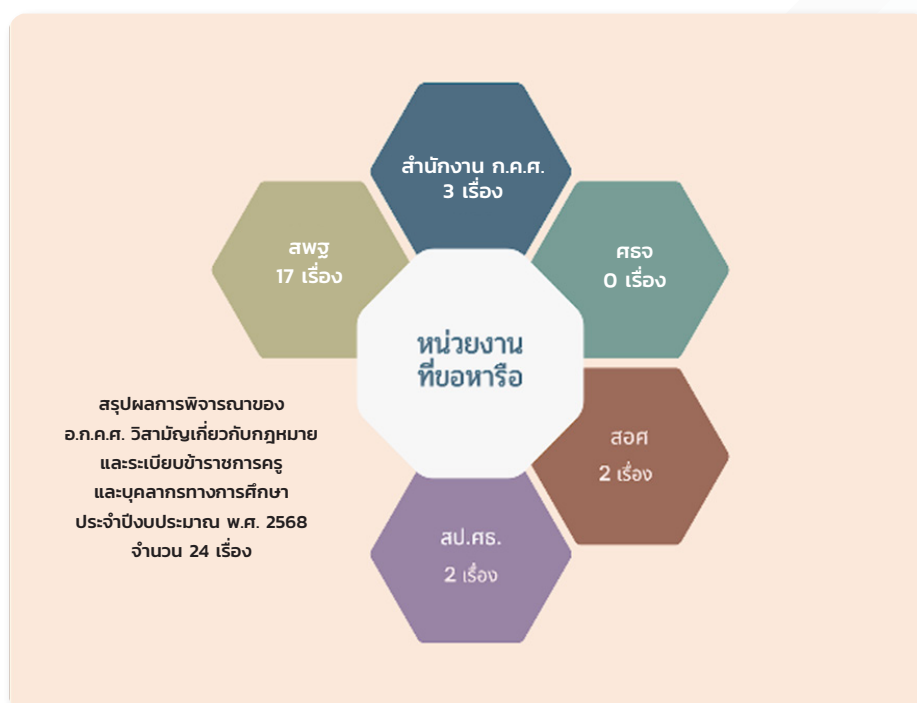 สำนักงาน ก.ค.ศ.
3 เรื่อง
สพฐ
17 เรื่อง
ศธจ
0 เรื่อง
หน่วยงาน
ที่ขอหารือ
สรุปผลการพิจารณาของ
อ.ก.ค.ศ. วิสามัญเกี่ยวกับกฎหมาย
และระเบียบข้าราชการครู
และบุคลากรทางการศึกษา
ประจำปีงบประมาณ พ.ศ. 2568
จำนวน 24 เรื่อง
สอศ
2 เรื่อง
สป.ศธ.
2 เรื่อง